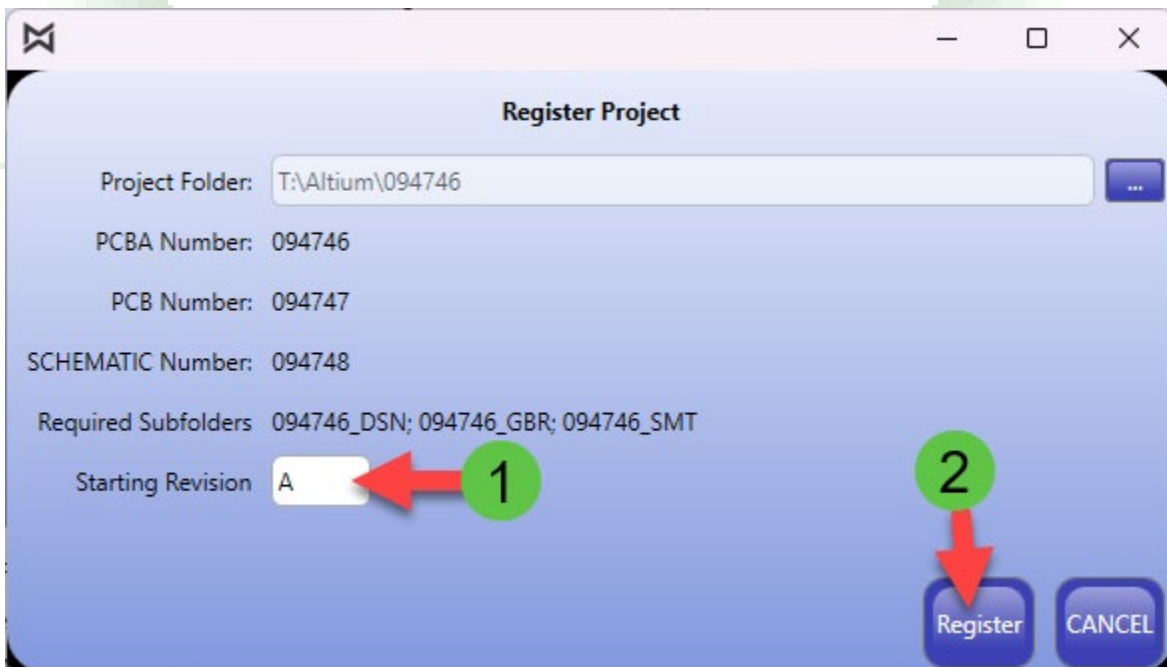 Register Project
Project Folder: T:\Altium\094746 ...
PCBA Number: 094746
PCB Number: 094747
SCHEMATIC Number: 094748
Required Subfolders 094746_DSN; 094746_GBR; 094746_SMT
Starting Revision A 1
2
Register CANCEL